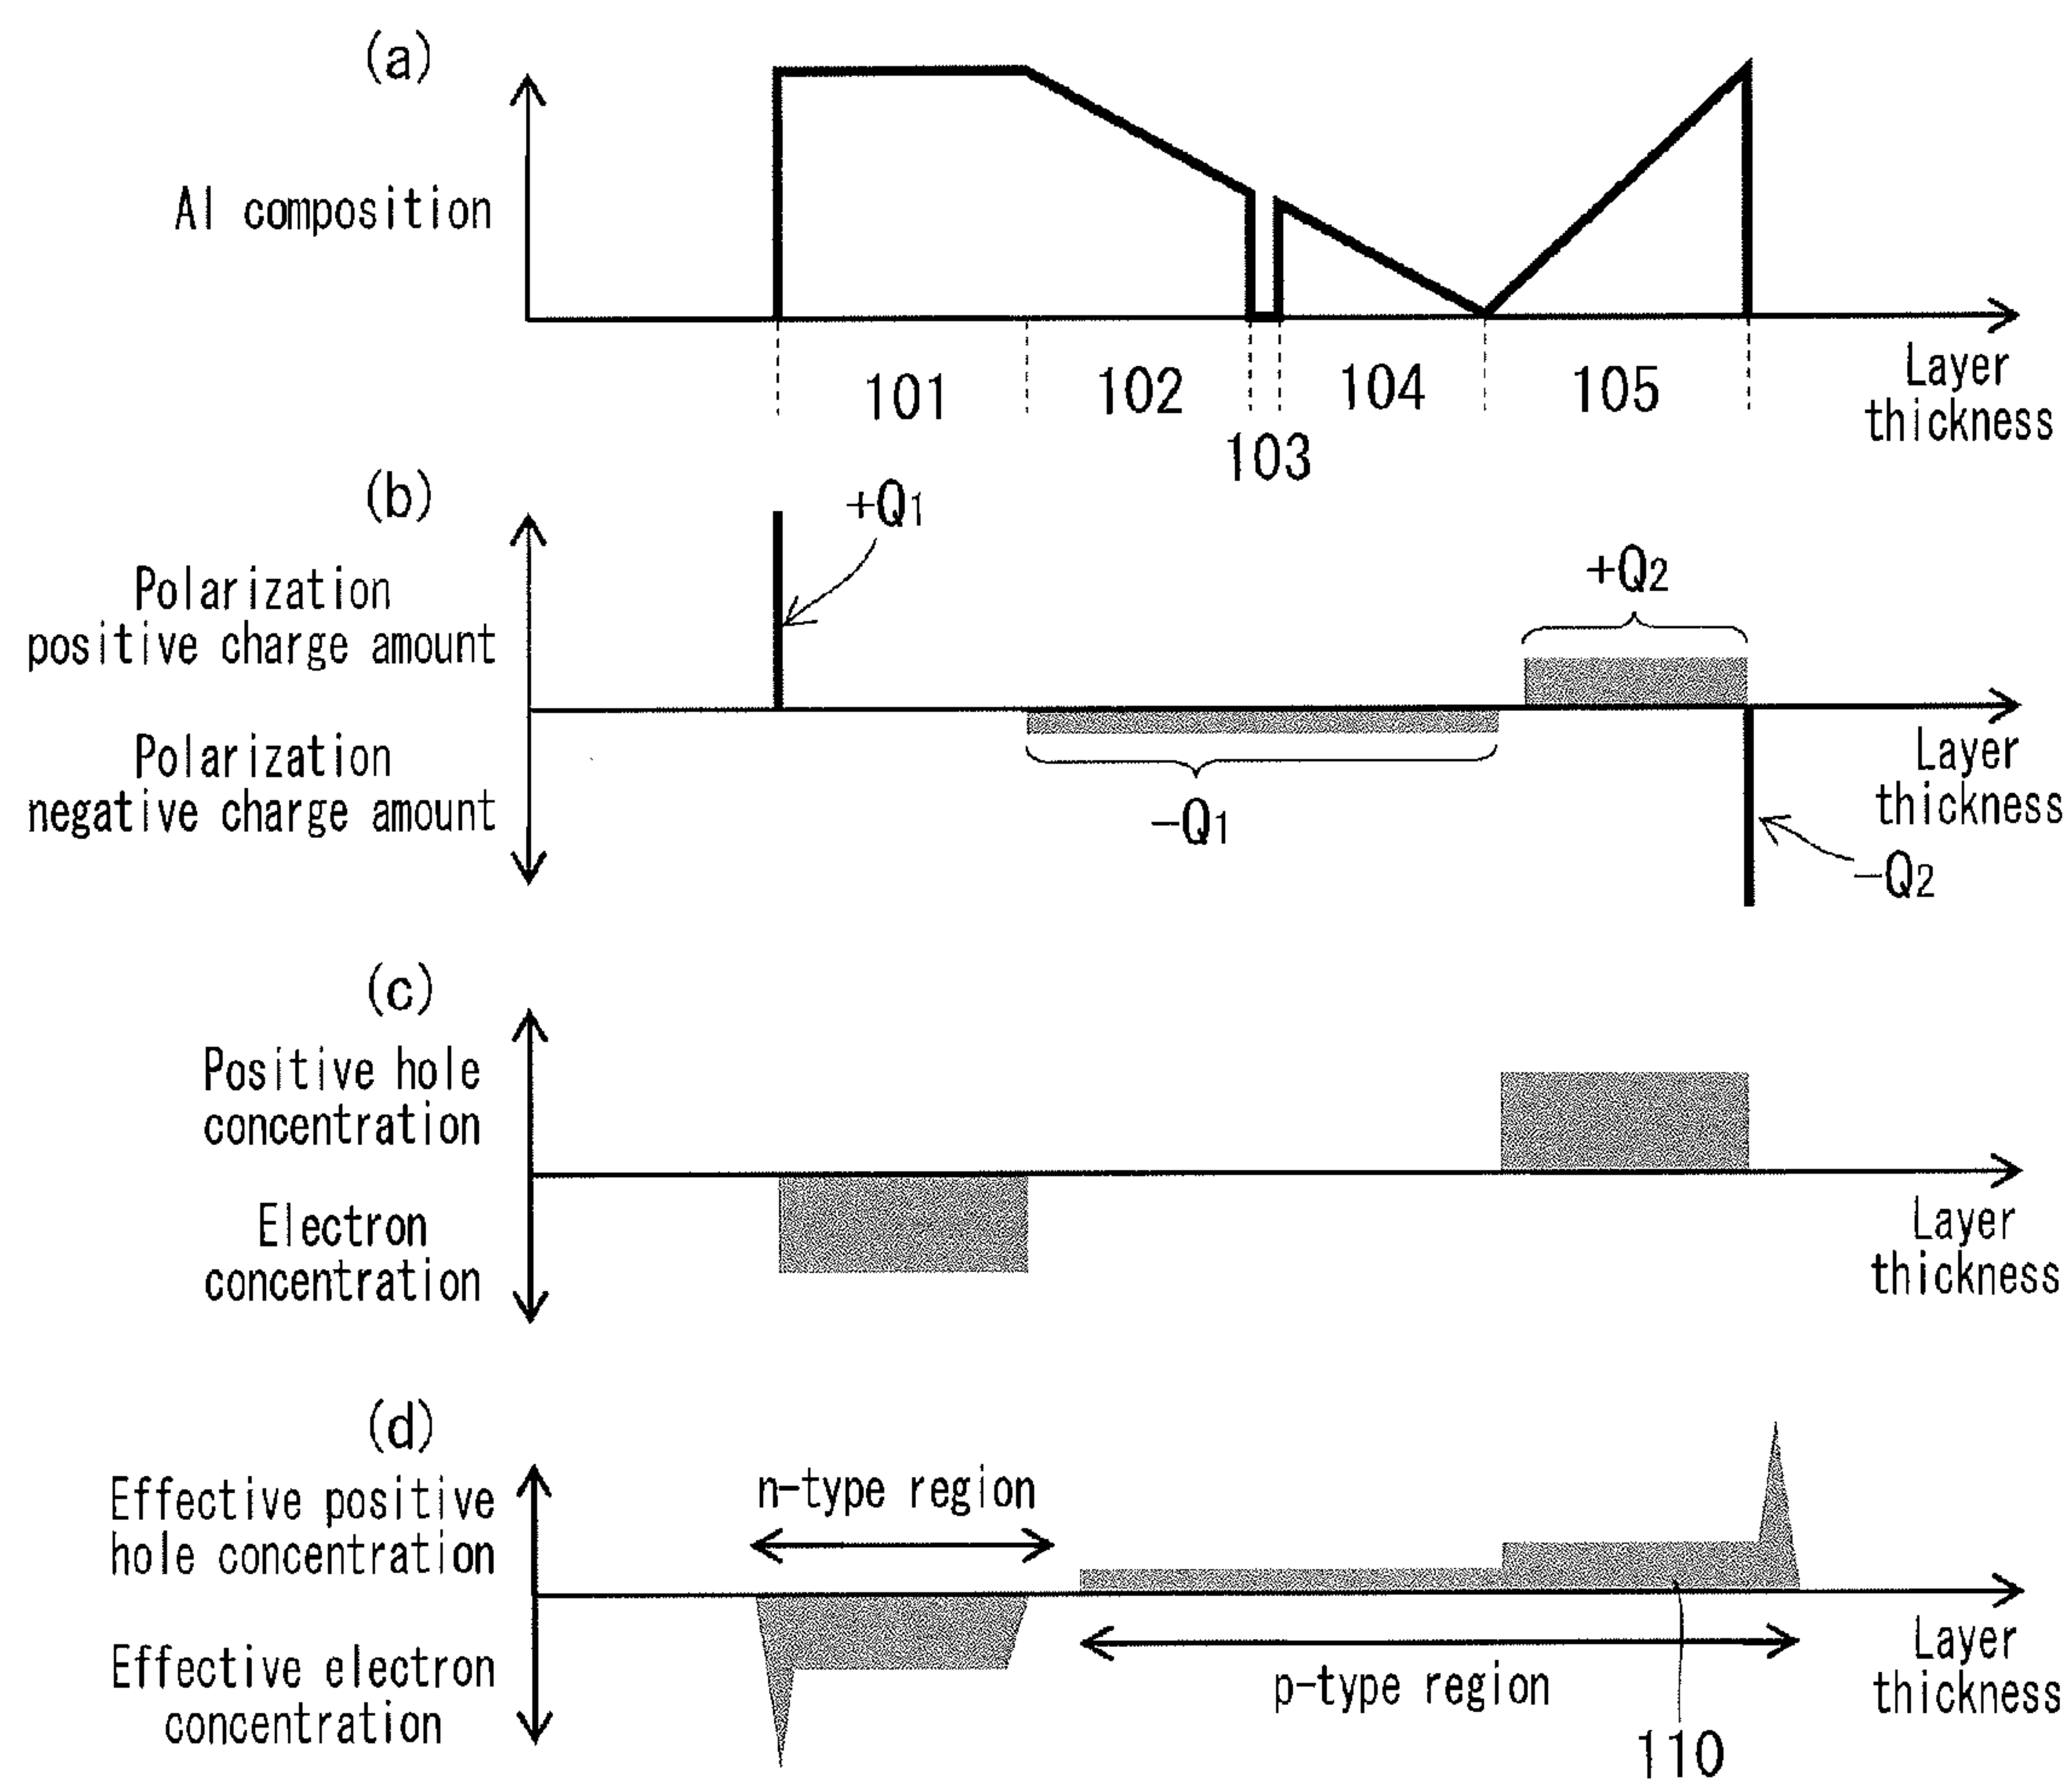 (a)
Al composition
101
102
103
104
105
Layer
thickness
(b)
+Q1
+Q2
Polarization
positive charge amount
Polarization
negative charge amount
-Q1
-Q2
Layer
thickness
(c)
Positive hole
concentration
Electron
concentration
Layer
thickness
(d)
Effective positive
hole concentration
n-type region
Effective electron
concentration
p-type region
110
Layer
thickness